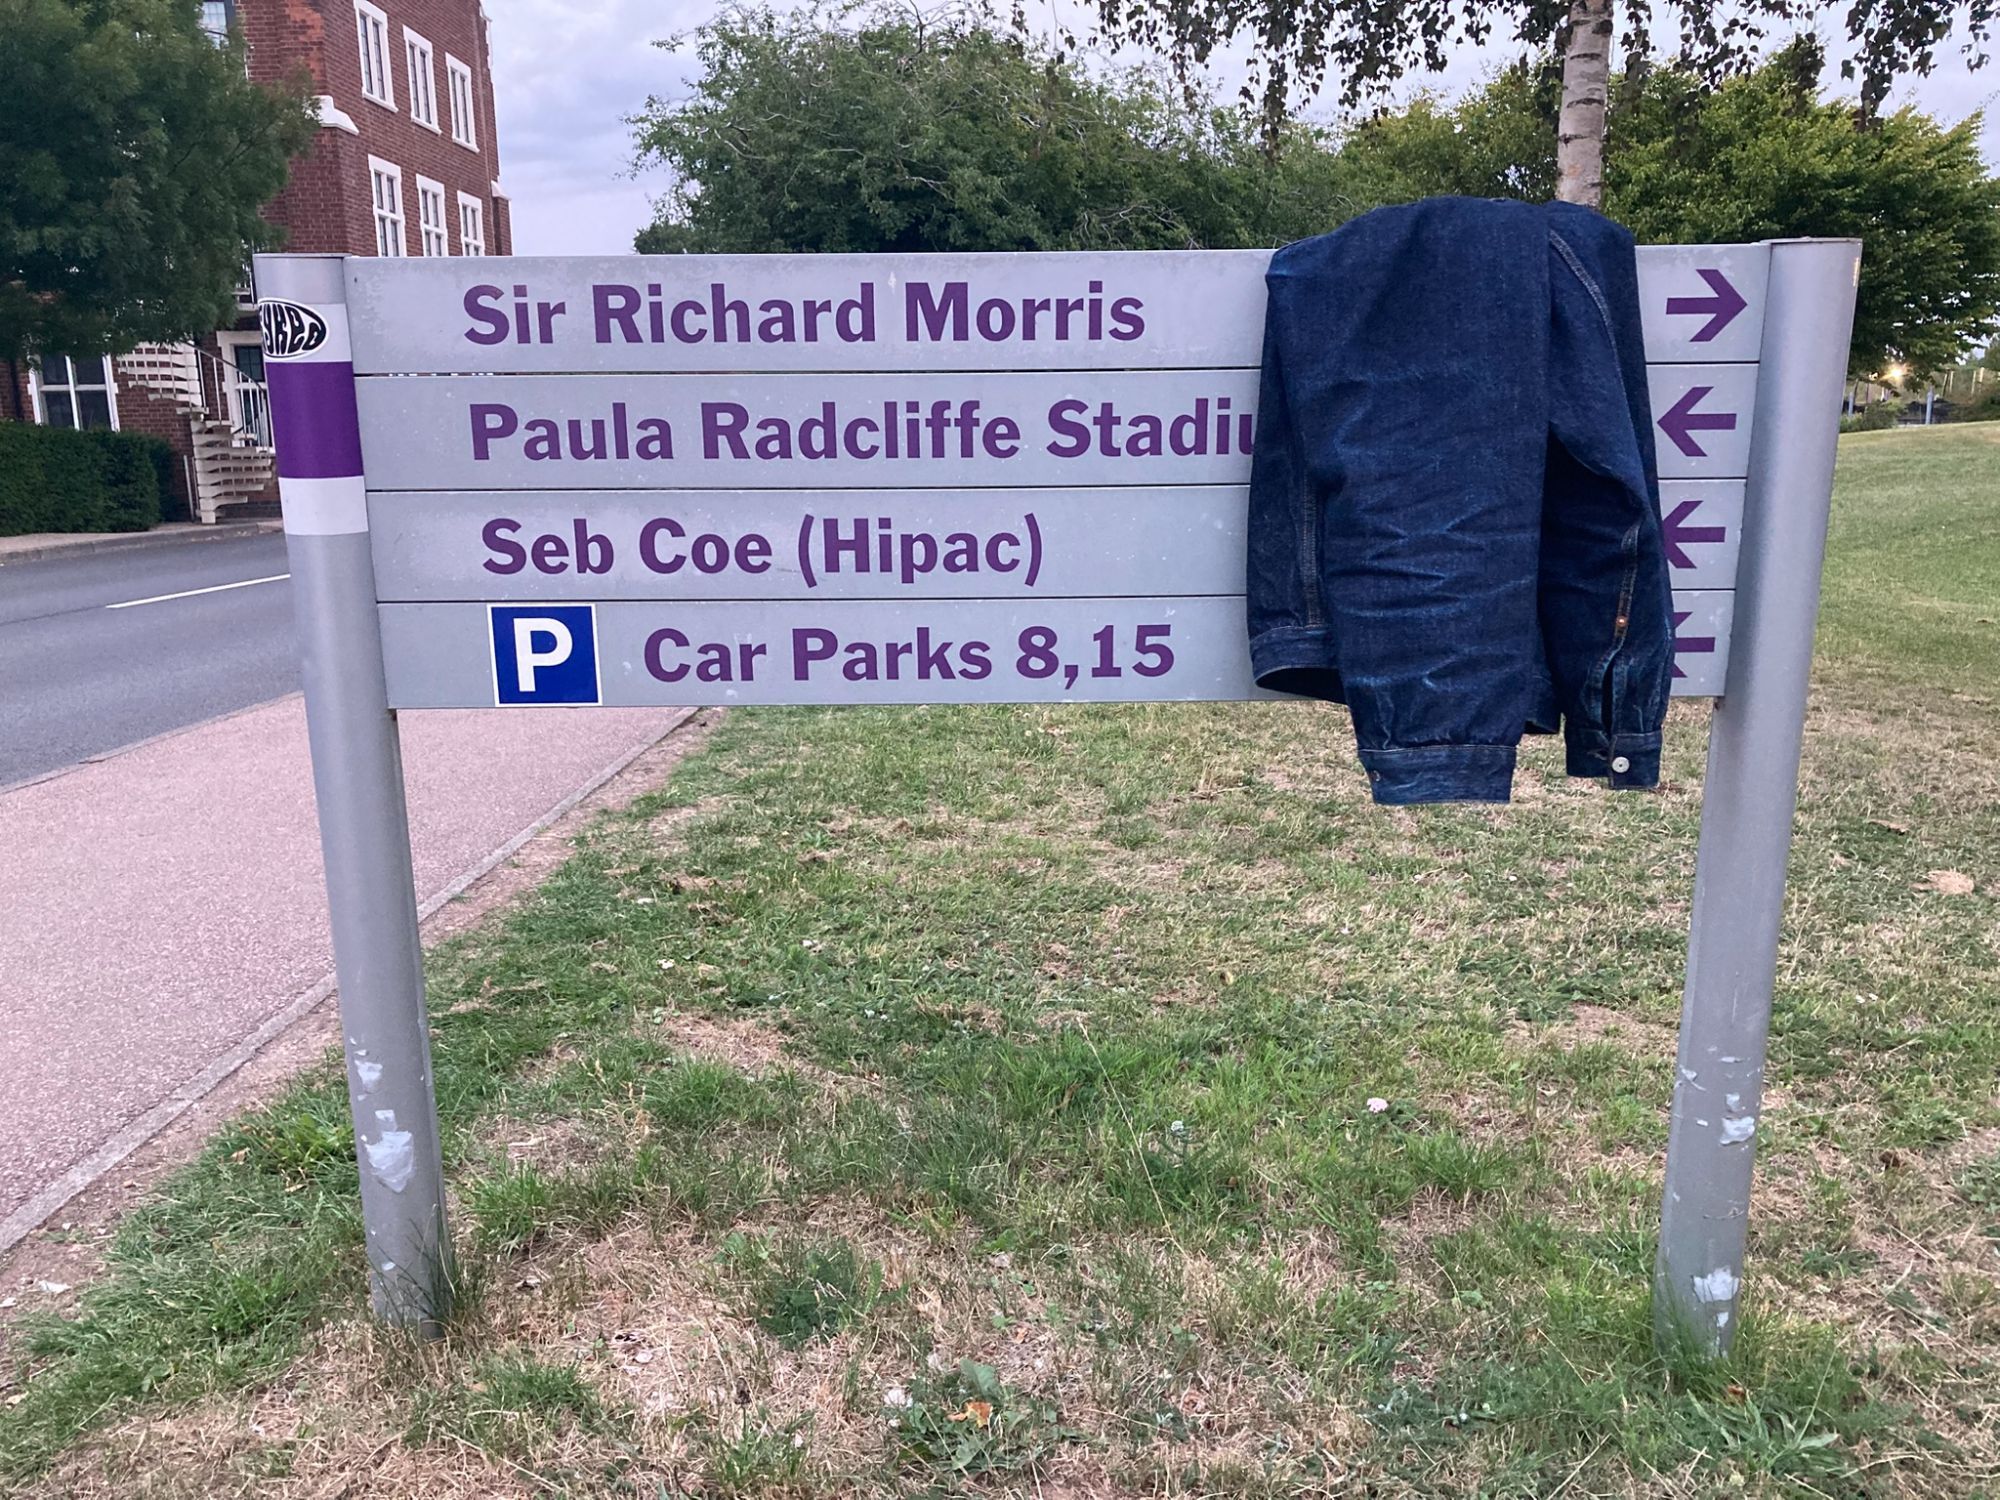 Sir Richard Morris →
Paula Radcliffe Stadiu ←
Seb Coe (Hipac) ←
P Car Parks 8,15 ←